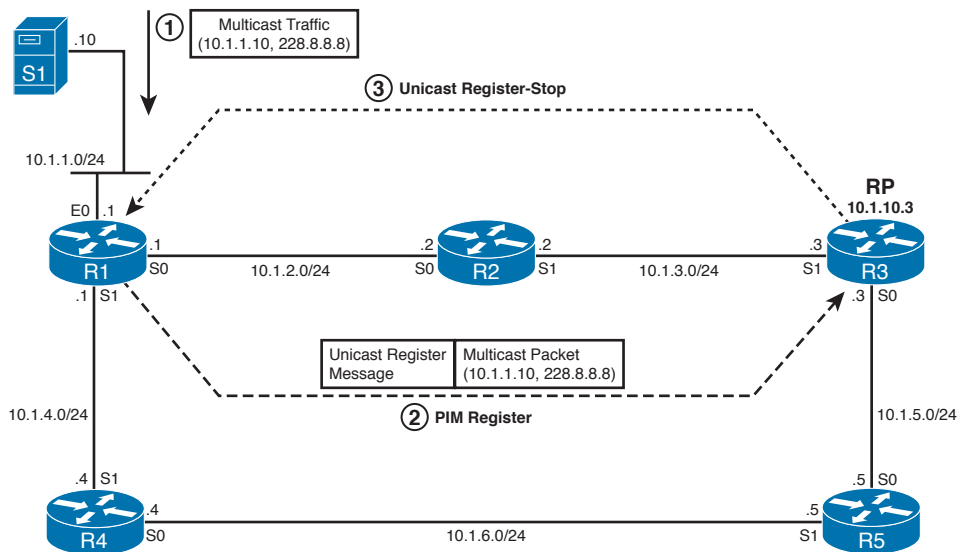 1
Multicast Traffic
(10.1.1.10, 228.8.8.8)
.10
S1
3 Unicast Register-Stop
10.1.1.0/24
E0 .1
RP
10.1.10.3
R1
.1
S0
10.1.2.0/24
.2
S0
R2
.2
S1
10.1.3.0/24
.3
S1
R3
.1 S1
.3 S0
Unicast Register
Message
Multicast Packet
(10.1.1.10, 228.8.8.8)
2 PIM Register
10.1.4.0/24
10.1.5.0/24
.4 S1
.5 S0
R4
.4
S0
10.1.6.0/24
.5
S1
R5